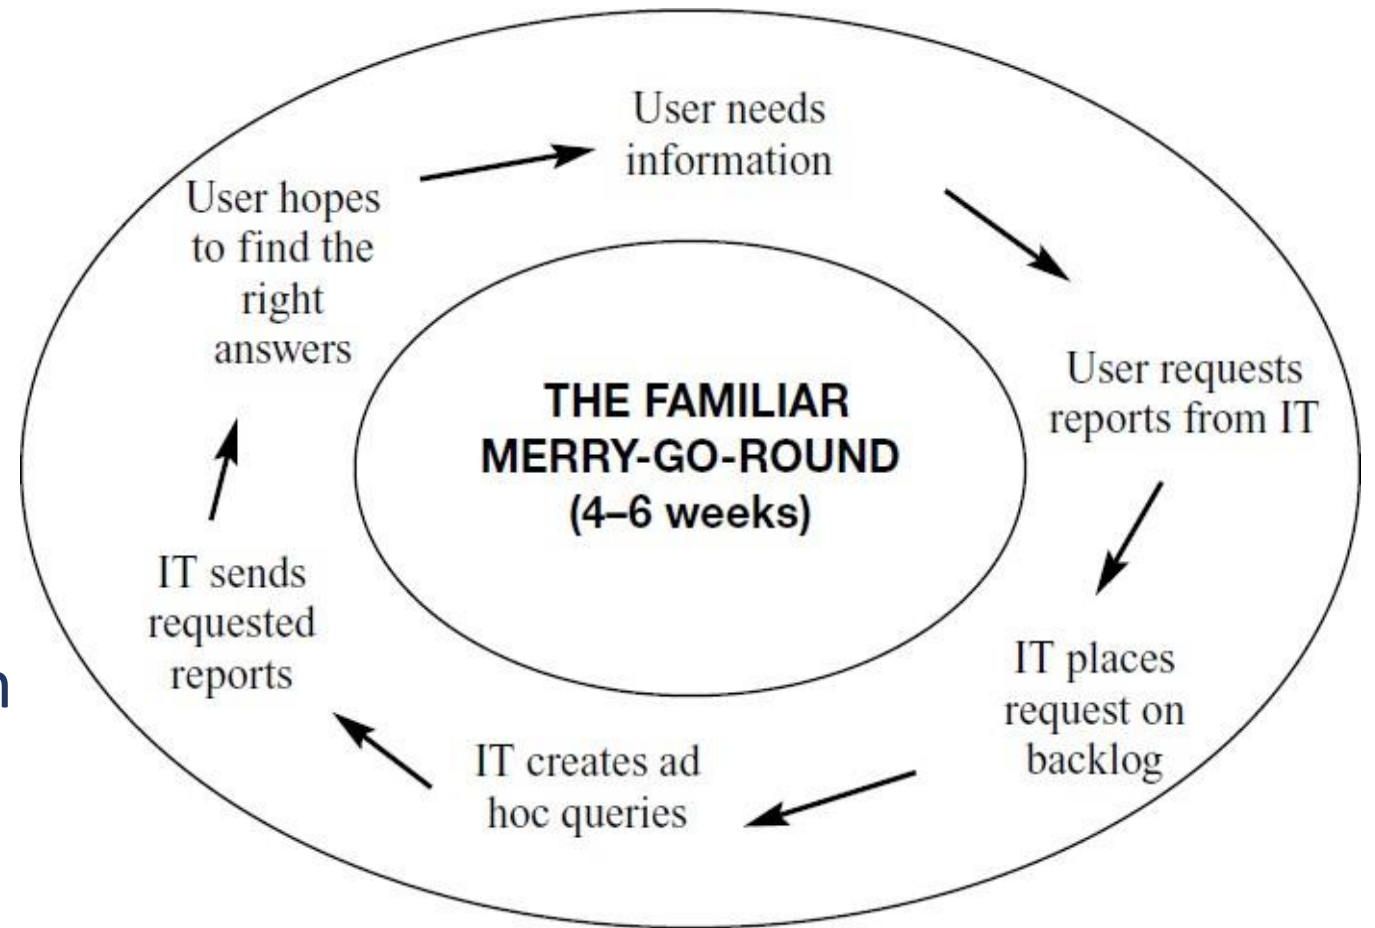 User needs
information
User requests
reports from IT
IT places
request on
backlog
IT creates ad
hoc queries
IT sends
requested
reports
User hopes
to find the
right
answers
THE FAMILIAR
MERRY-GO-ROUND
(4–6 weeks)